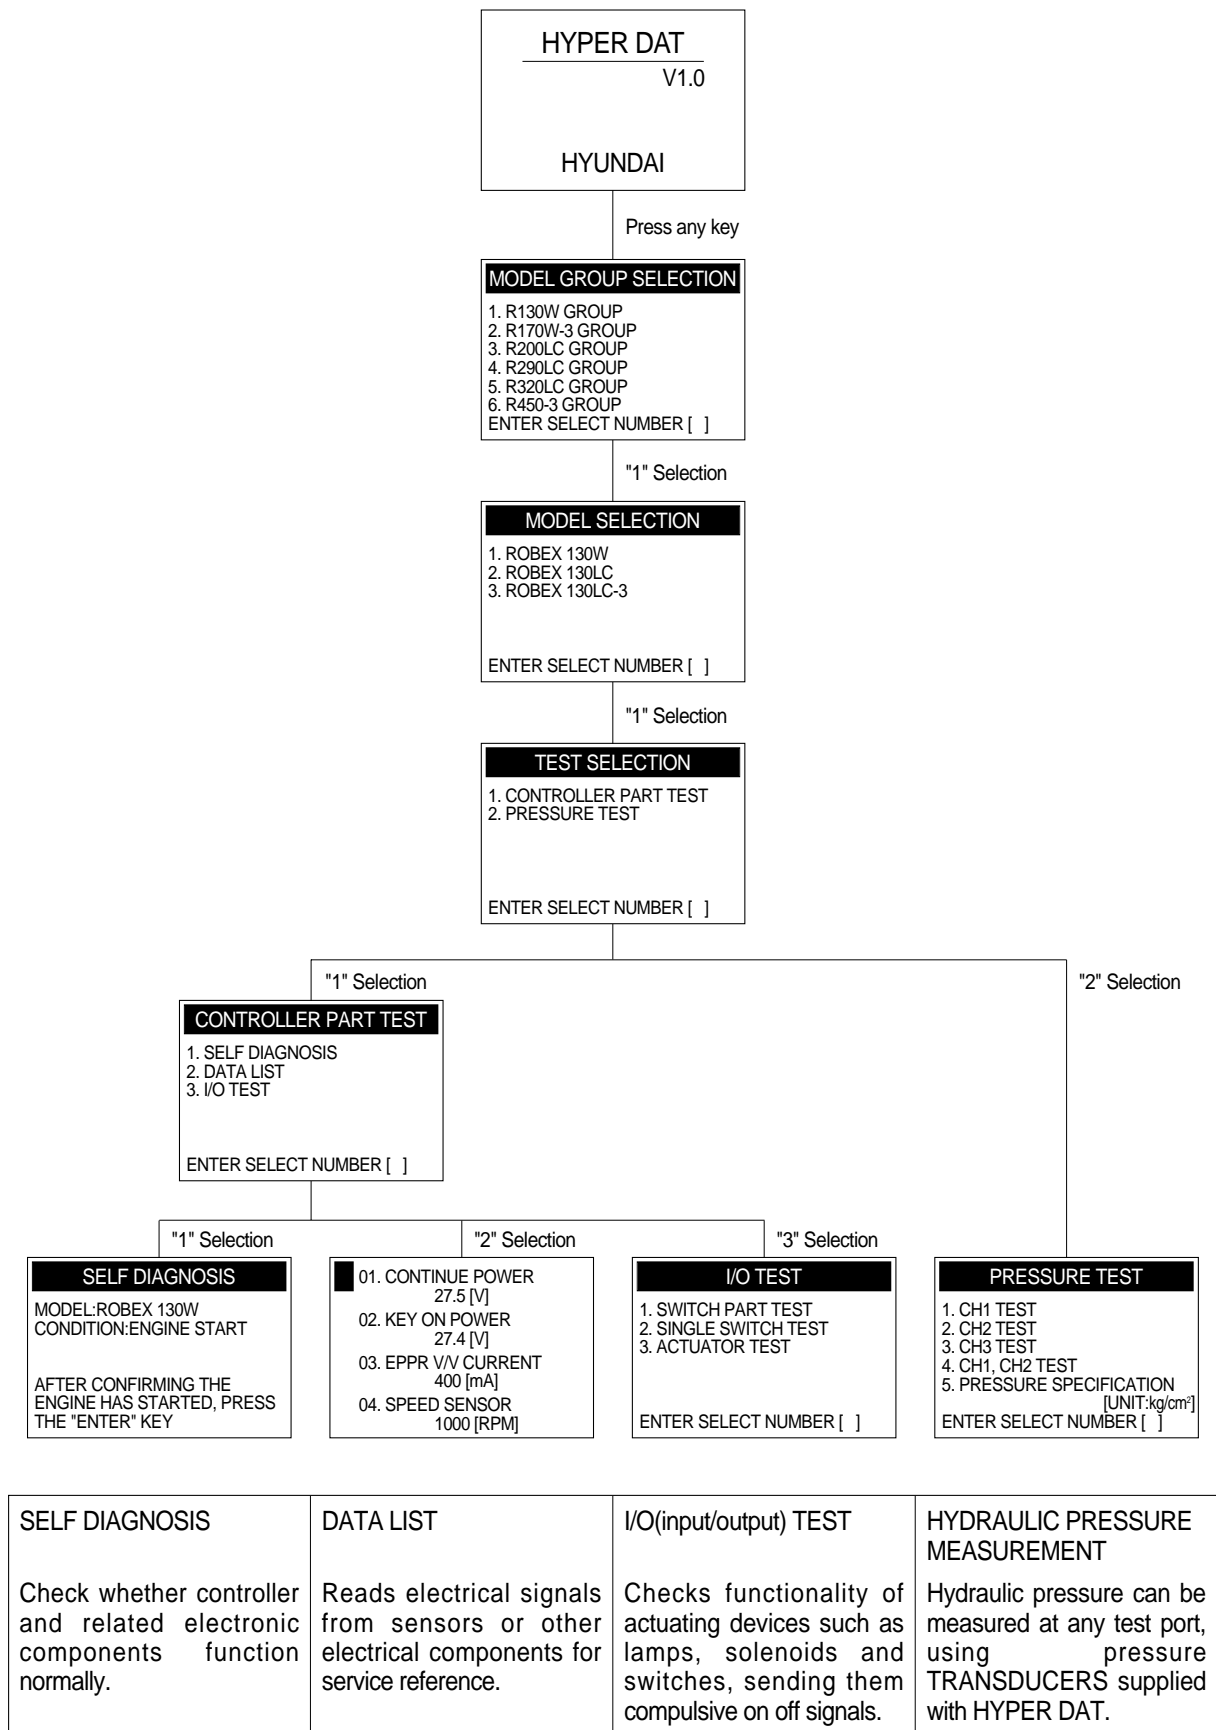 HYPER DAT
V1.0
HYUNDAI
Press any key
MODEL GROUP SELECTION
1. R130W GROUP
2. R170W-3 GROUP
3. R200LC GROUP
4. R290LC GROUP
5. R320LC GROUP
6. R450-3 GROUP
ENTER SELECT NUMBER [ ]
"1" Selection
MODEL SELECTION
1. ROBEX 130W
2. ROBEX 130LC
3. ROBEX 130LC-3
ENTER SELECT NUMBER [ ]
"1" Selection
TEST SELECTION
1. CONTROLLER PART TEST
2. PRESSURE TEST
ENTER SELECT NUMBER [ ]
"1" Selection
"2" Selection
CONTROLLER PART TEST
1. SELF DIAGNOSIS
2. DATA LIST
3. I/O TEST
ENTER SELECT NUMBER [ ]
"1" Selection
SELF DIAGNOSIS
MODEL:ROBEX 130W
CONDITION:ENGINE START
AFTER CONFIRMING THE
ENGINE HAS STARTED, PRESS
THE "ENTER" KEY
"2" Selection
01. CONTINUE POWER
27.5 [V]
02. KEY ON POWER
27.4 [V]
03. EPPR V/V CURRENT
400 [mA]
04. SPEED SENSOR
1000 [RPM]
"3" Selection
I/O TEST
1. SWITCH PART TEST
2. SINGLE SWITCH TEST
3. ACTUATOR TEST
ENTER SELECT NUMBER [ ]
PRESSURE TEST
1. CH1 TEST
2. CH2 TEST
3. CH3 TEST
4. CH1, CH2 TEST
5. PRESSURE SPECIFICATION
[UNIT:kg/cm²]
ENTER SELECT NUMBER [ ]
SELF DIAGNOSIS
Check whether controller
and related electronic
components function
normally.
DATA LIST
Reads electrical signals
from sensors or other
electrical components for
service reference.
I/O(input/output) TEST
Checks functionality of
actuating devices such as
lamps, solenoids and
switches, sending them
compulsive on off signals.
HYDRAULIC PRESSURE
MEASUREMENT
Hydraulic pressure can be
measured at any test port,
using pressure
TRANSDUCERS supplied
with HYPER DAT.